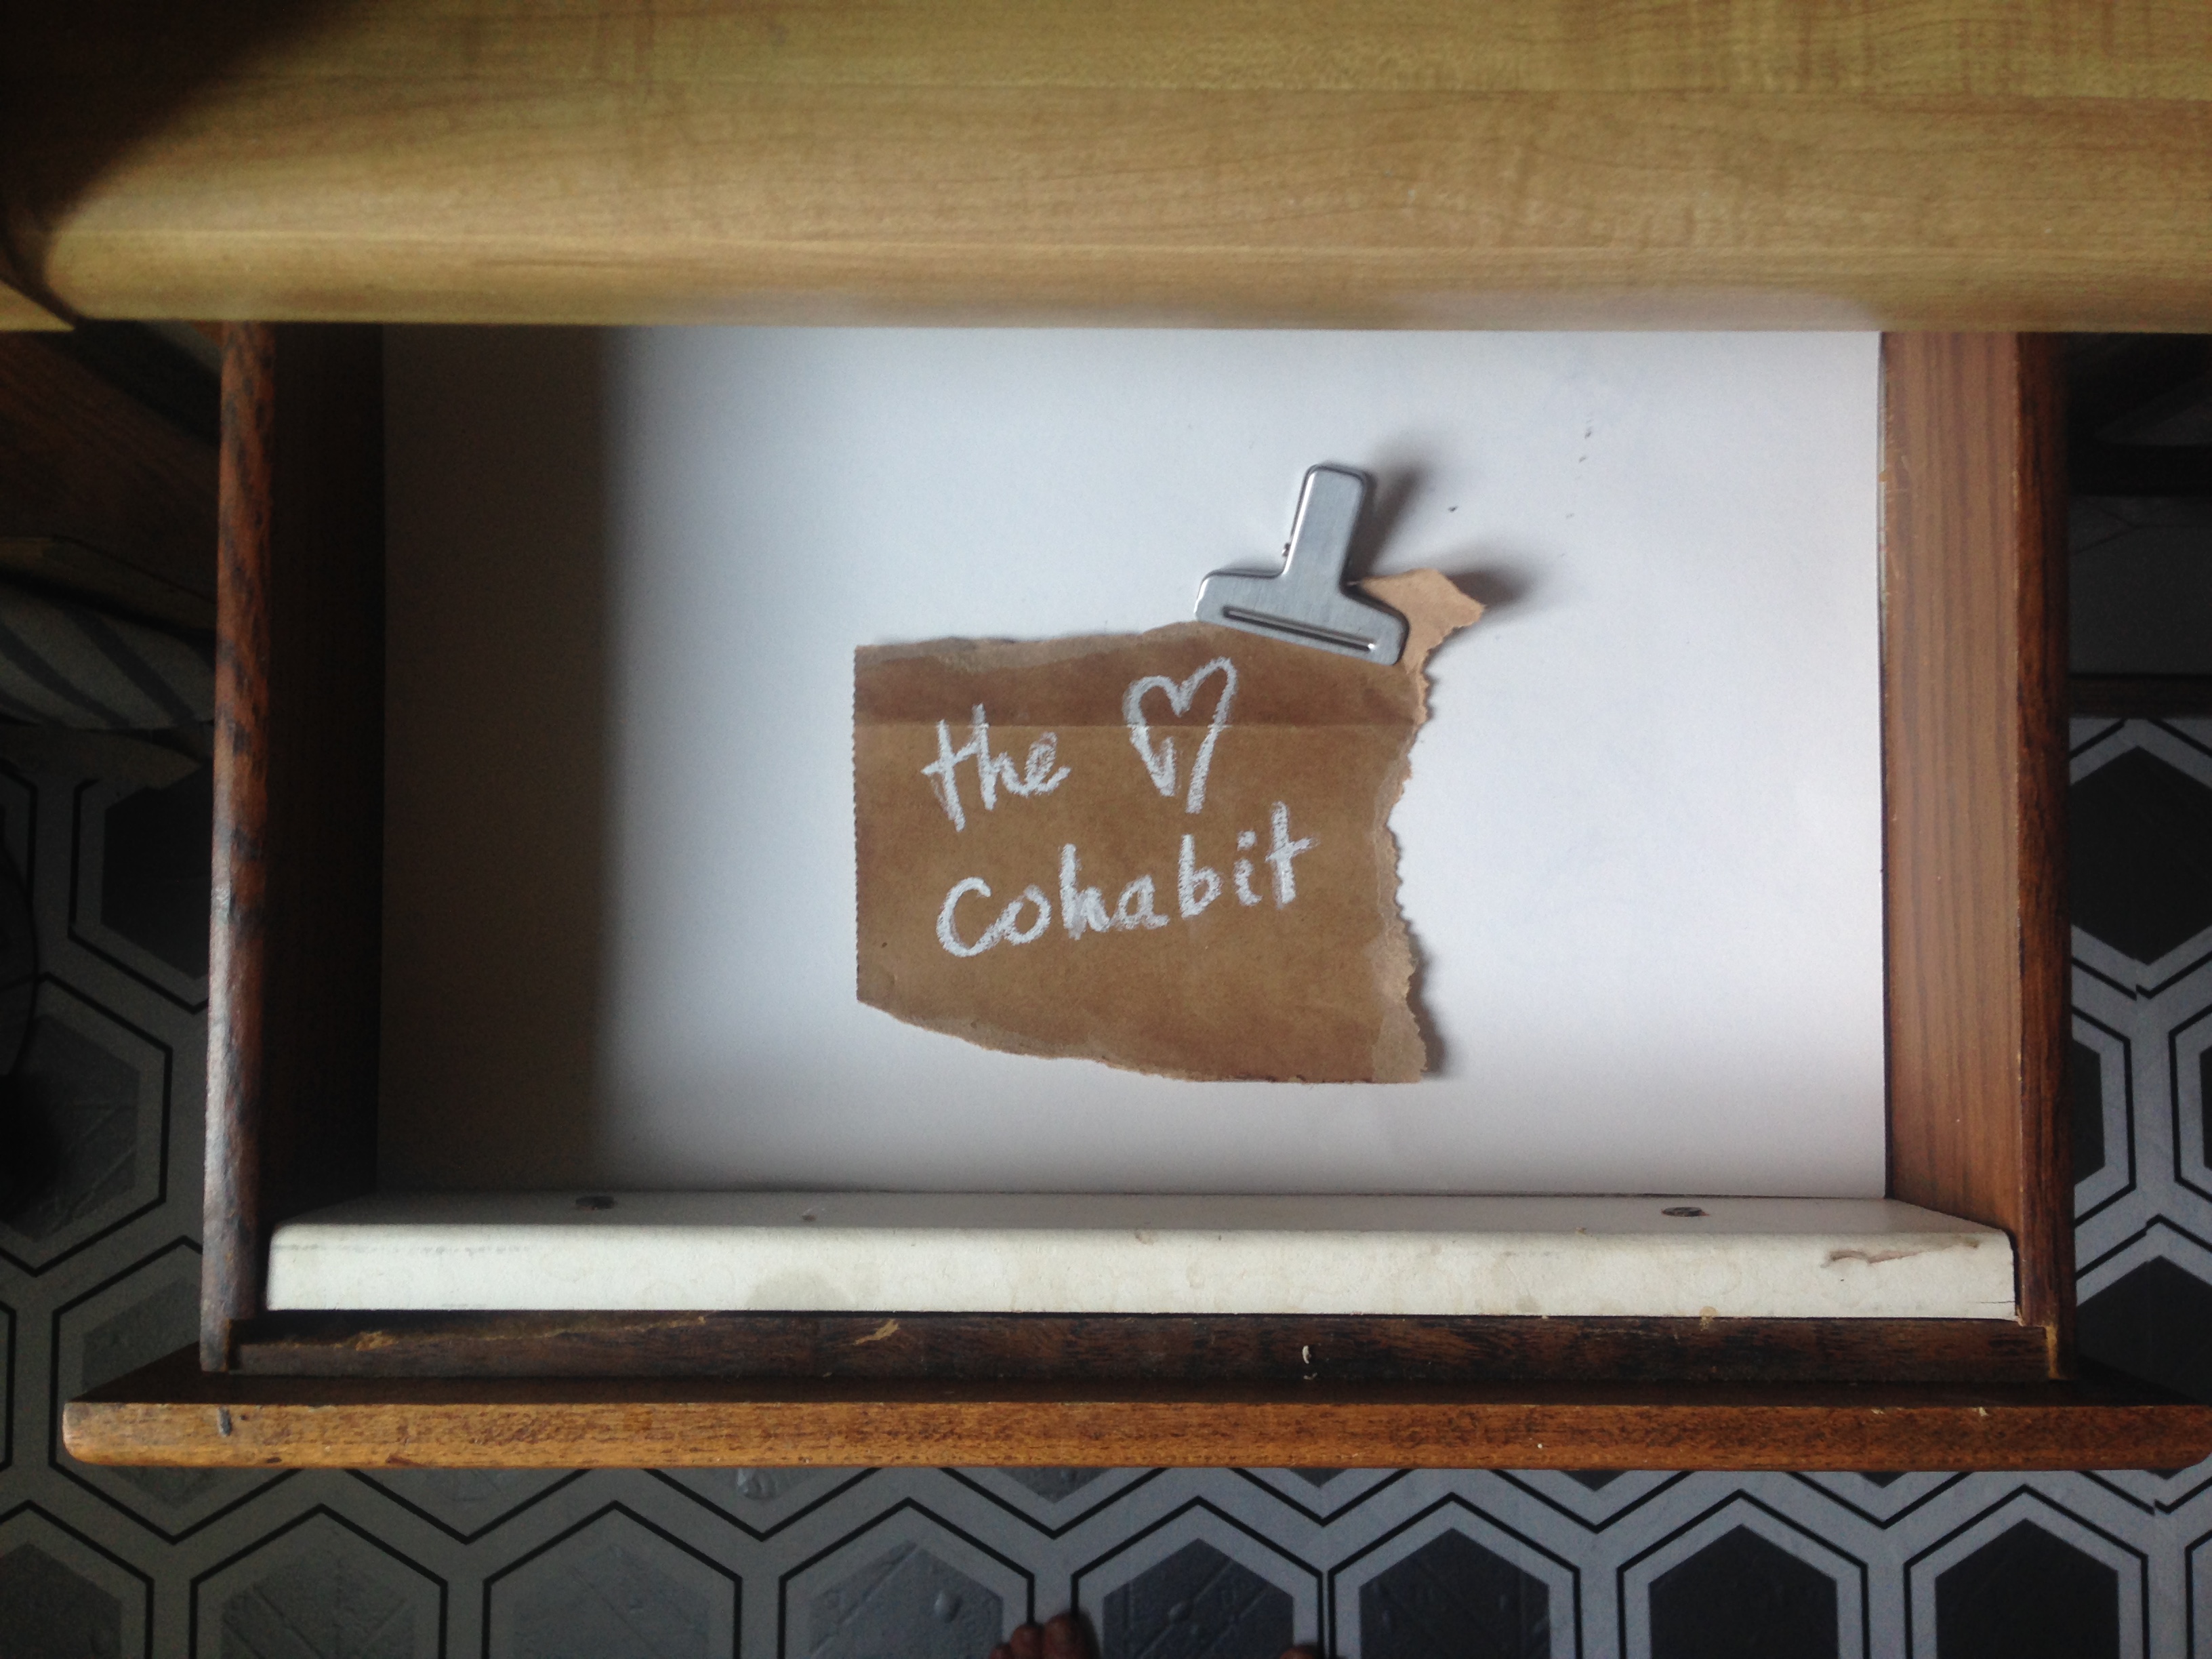 the ♡
cohabit